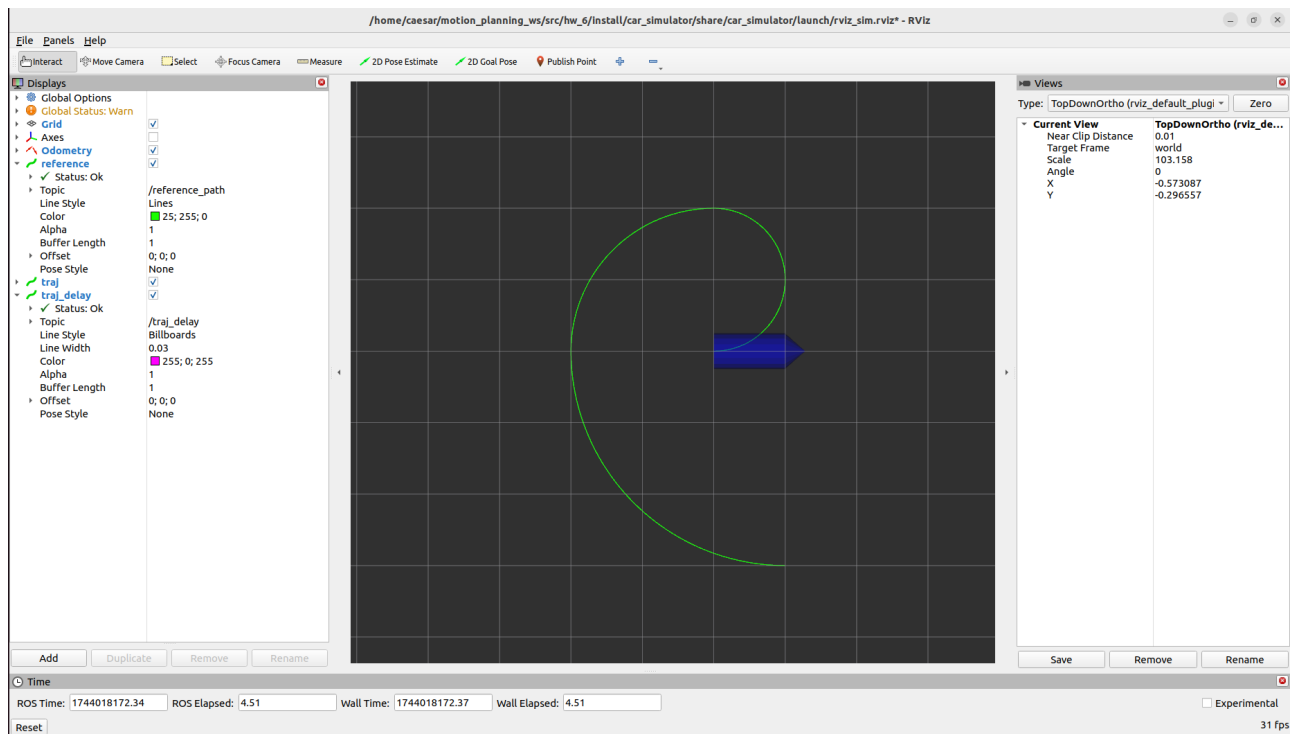 /home/caesar/motion_planning_ws/src/hw_6/install/car_simulator/share/car_simulator/launch/rviz_sim.rviz* - RViz
File Panels Help
Interact Move Camera Select Focus Camera Measure 2D Pose Estimate 2D Goal Pose Publish Point
Displays
Global Options
Global Status: Warn
Grid
Axes
Odometry
reference
Status: Ok
Topic /reference_path
Line Style Lines
Color 25; 255; 0
Alpha 1
Buffer Length 1
Offset 0; 0; 0
Pose Style None
traj
traj_delay
Status: Ok
Topic /traj_delay
Line Style Billboards
Line Width 0.03
Color 255; 0; 255
Alpha 1
Buffer Length 1
Offset 0; 0; 0
Pose Style None
Add Duplicate Remove Rename
Views
Type: TopDownOrtho (rviz_default_plugi Zero
Current View TopDownOrtho (rviz_de...
Near Clip Distance 0.01
Target Frame world
Scale 103.158
Angle 0
X -0.573087
Y -0.296557
Save Remove Rename
Time
ROS Time: 1744018172.34 ROS Elapsed: 4.51 Wall Time: 1744018172.37 Wall Elapsed: 4.51 Experimental
Reset 31 fps